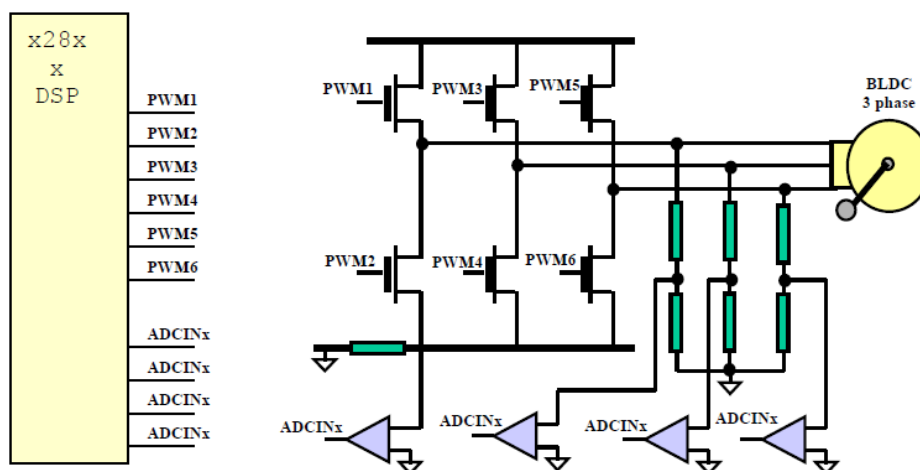 x28x
x
DSP
PWM1
PWM2
PWM3
PWM4
PWM5
PWM6
ADCINx
ADCINx
ADCINx
ADCINx
PWM1
PWM3
PWM5
PWM2
PWM4
PWM6
BLDC
3 phase
ADCINx
ADCINx
ADCINx
ADCINx